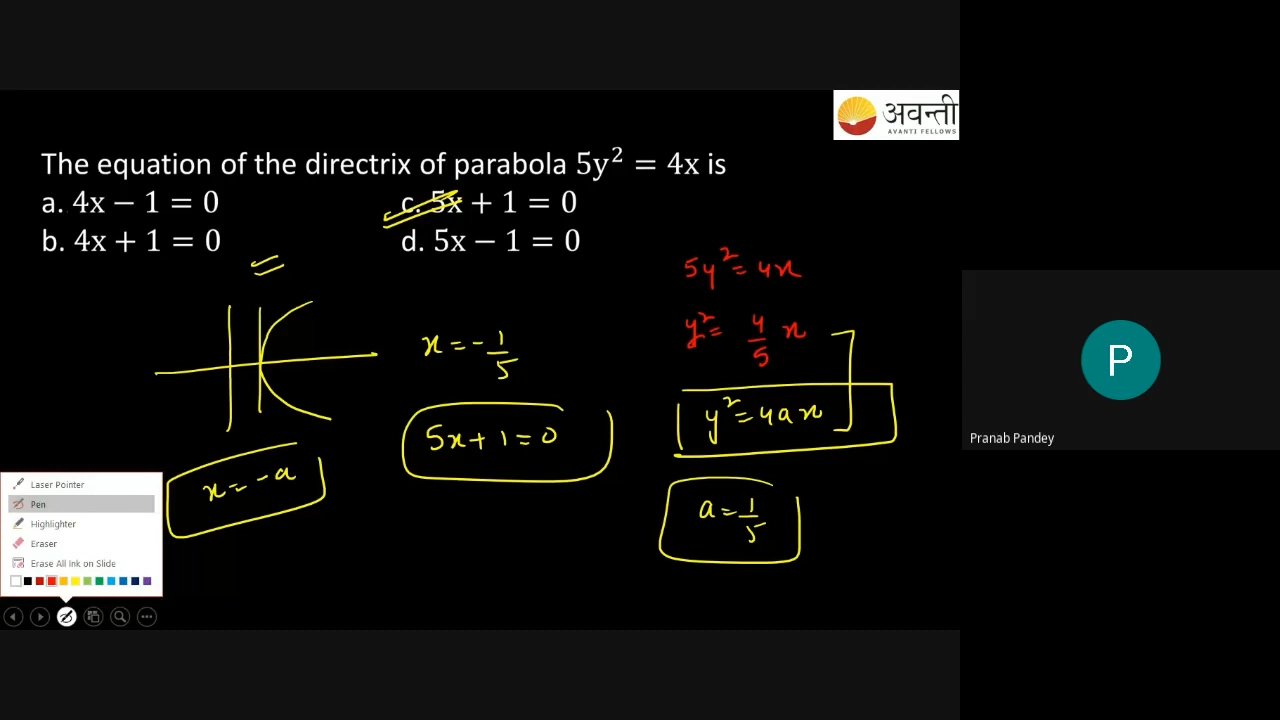 अवन्ती
AVANTI FELLOWS
The equation of the directrix of parabola 5y² = 4x is
a. 4x − 1 = 0
c. 5x + 1 = 0
b. 4x + 1 = 0
d. 5x − 1 = 0
5y² = 4x
y² = 4/5 x
x = -1/5
y² = 4ax
5x + 1 = 0
x = -a
a = 1/5
P
Pranab Pandey
Laser Pointer
Pen
Highlighter
Eraser
Erase All Ink on Slide